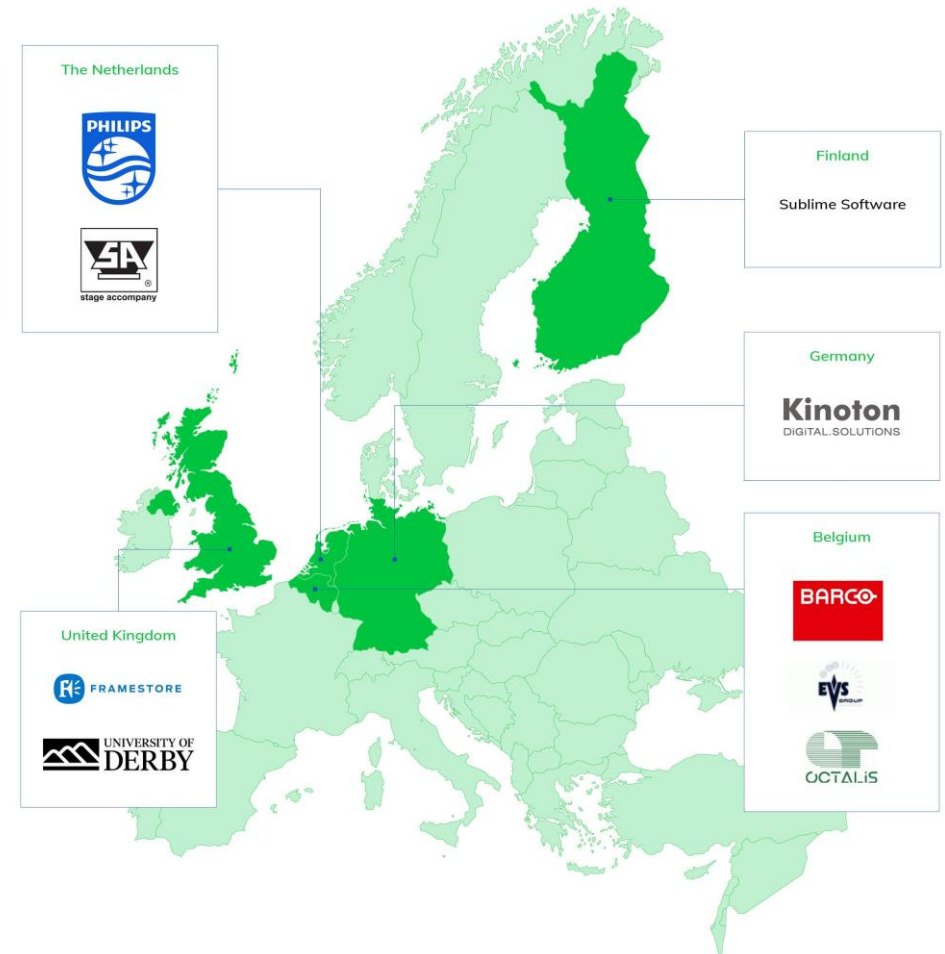 The Netherlands
PHILIPS
SA
®
stage accompany
Finland
Sublime Software
Germany
Kinoton
DiGiTAL.SOLUTIONS
Belgium
BARCO
EVS
GROUP
OCTALiS
United Kingdom
FRAMESTORE
UNIVERSITY OF
DERBY